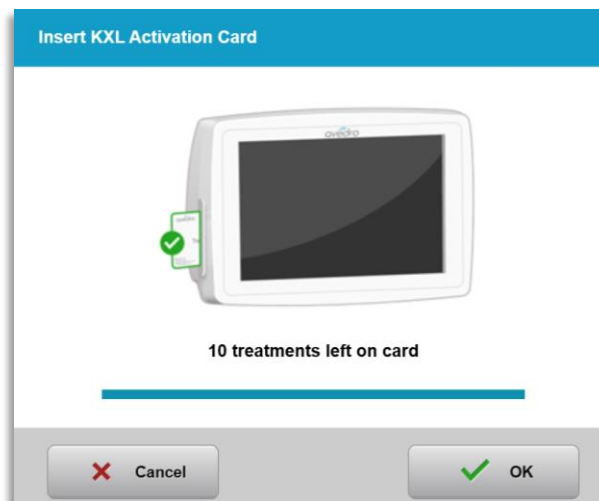 Insert KXL Activation Card
avedro
10 treatments left on card
Cancel
OK